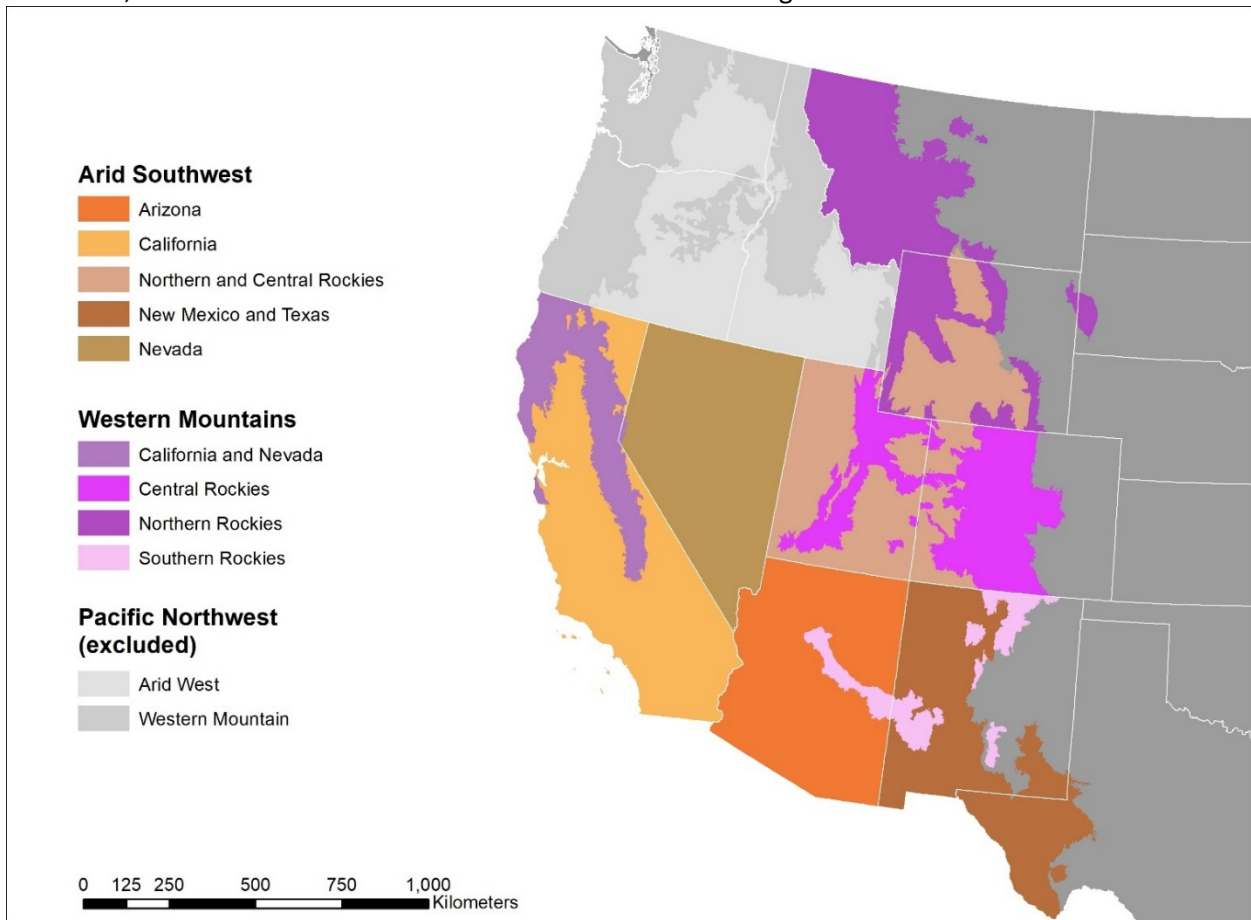 Arid Southwest
Arizona
California
Northern and Central Rockies
New Mexico and Texas
Nevada
Western Mountains
California and Nevada
Central Rockies
Northern Rockies
Southern Rockies
Pacific Northwest
(excluded)
Arid West
Western Mountain
0 125 250 500 750 1,000
Kilometers